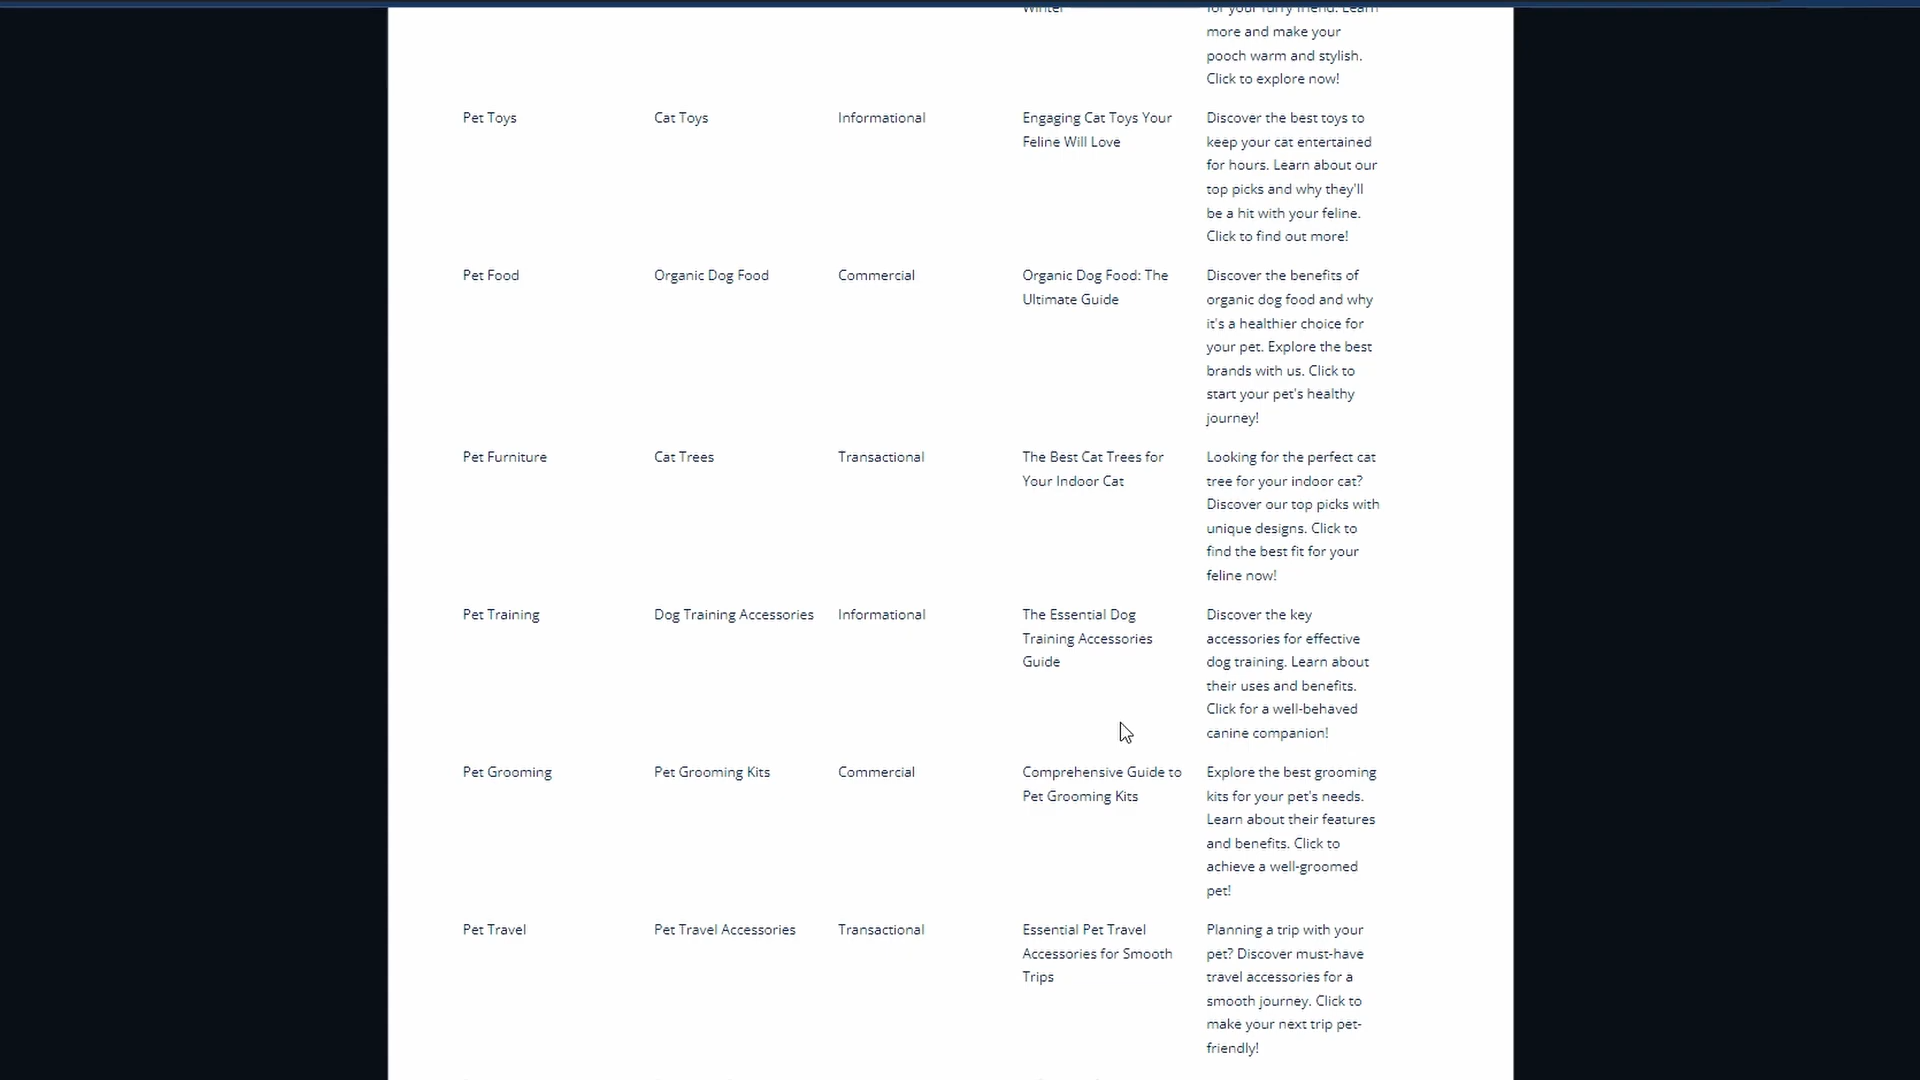 Winter
for your furry friend. Learn
more and make your
pooch warm and stylish.
Click to explore now!
Pet Toys
Cat Toys
Informational
Engaging Cat Toys Your
Feline Will Love
Discover the best toys to
keep your cat entertained
for hours. Learn about our
top picks and why they'll
be a hit with your feline.
Click to find out more!
Pet Food
Organic Dog Food
Commercial
Organic Dog Food: The
Ultimate Guide
Discover the benefits of
organic dog food and why
it's a healthier choice for
your pet. Explore the best
brands with us. Click to
start your pet's healthy
journey!
Pet Furniture
Cat Trees
Transactional
The Best Cat Trees for
Your Indoor Cat
Looking for the perfect cat
tree for your indoor cat?
Discover our top picks with
unique designs. Click to
find the best fit for your
feline now!
Pet Training
Dog Training Accessories
Informational
The Essential Dog
Training Accessories
Guide
Discover the key
accessories for effective
dog training. Learn about
their uses and benefits.
Click for a well-behaved
canine companion!
Pet Grooming
Pet Grooming Kits
Commercial
Comprehensive Guide to
Pet Grooming Kits
Explore the best grooming
kits for your pet's needs.
Learn about their features
and benefits. Click to
achieve a well-groomed
pet!
Pet Travel
Pet Travel Accessories
Transactional
Essential Pet Travel
Accessories for Smooth
Trips
Planning a trip with your
pet? Discover must-have
travel accessories for a
smooth journey. Click to
make your next trip pet-
friendly!